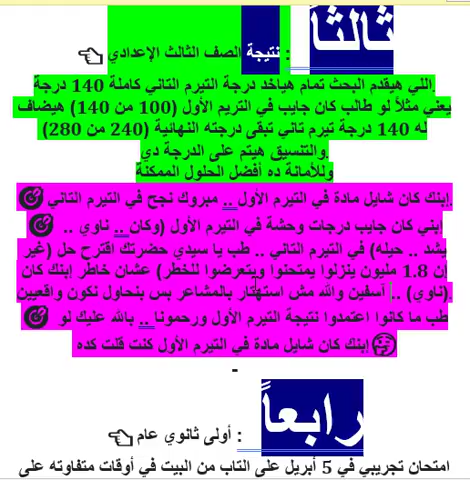 ثالثاً : نتيجة الصف الثالث الإعدادي
اللي هيقدم البحث تمام هياخد درجة التيرم التاني كاملة 140 درجة.
يعني مثلاً لو طالب كان جايب في التريم الأول (100 من 140) هيضاف
له 140 درجة تيرم تاني تبقى درجته النهائية (240 من 280)
والتنسيق هيتم على الدرجة دي.
وللأمانة ده أفضل الحلول الممكنة
إبنك كان شايل مادة في التيرم الأول .. مبروك نجح في التيرم التاني
إبني كان جايب درجات وحشة في التيرم الأول (وكان .. ناوي ..
يشد .. حيله) في التيرم التاني .. طب يا سيدي حضرتك اقترح حل (غير
أن 1.8 مليون ينزلوا يمتحنوا ويتعرضوا للخطر) عشان خاطر إبنك كان
(ناوي) .. آسفين والله مش استهتار بالمشاعر بس بنحاول نكون واقعيين.
طب ما كانوا اعتمدوا نتيجة التيرم الأول ورحمونا .. بالله عليك لو
إبنك كان شايل مادة في التيرم الأول كنت قلت كده
-
رابعاً : أولى ثانوي عام
امتحان تجريبي في 5 أبريل على التاب من البيت في أوقات متفاوته على